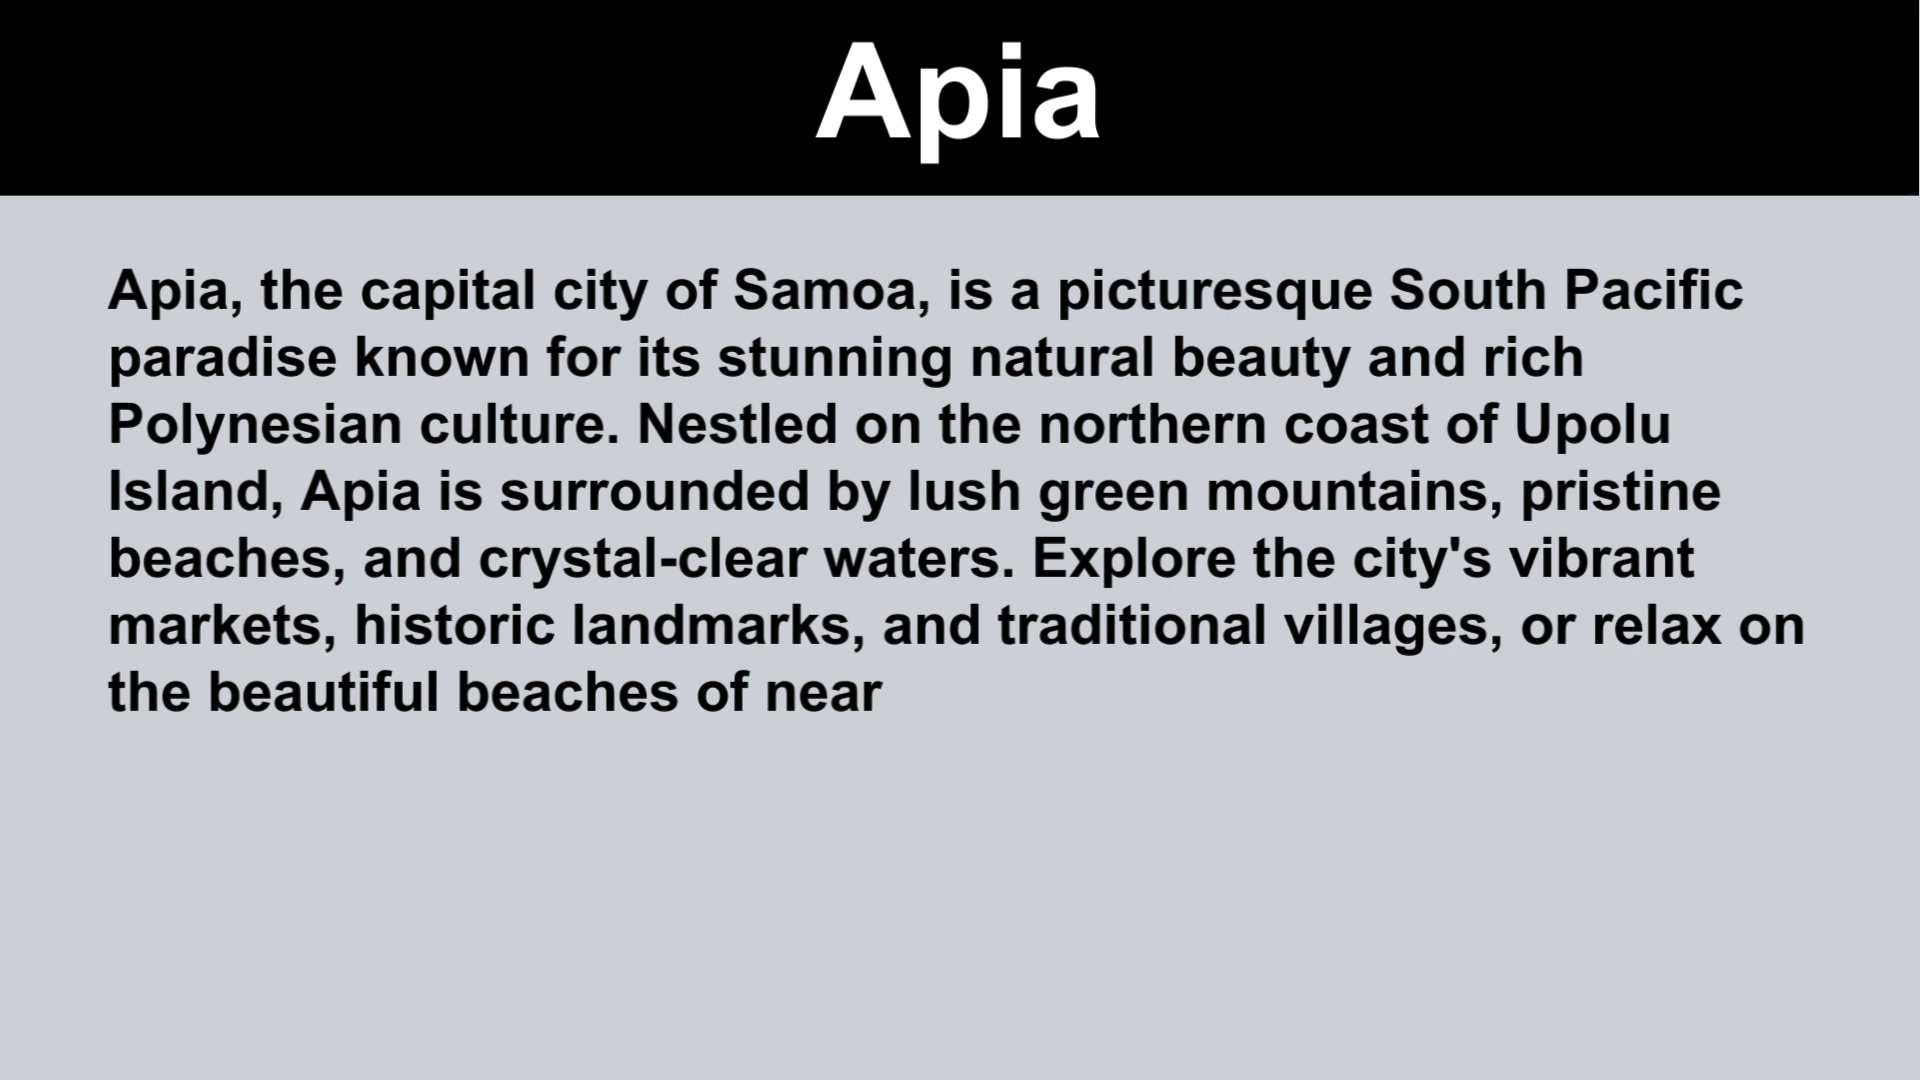 Apia
Apia, the capital city of Samoa, is a picturesque South Pacific
paradise known for its stunning natural beauty and rich
Polynesian culture. Nestled on the northern coast of Upolu
Island, Apia is surrounded by lush green mountains, pristine
beaches, and crystal-clear waters. Explore the city's vibrant
markets, historic landmarks, and traditional villages, or relax on
the beautiful beaches of near